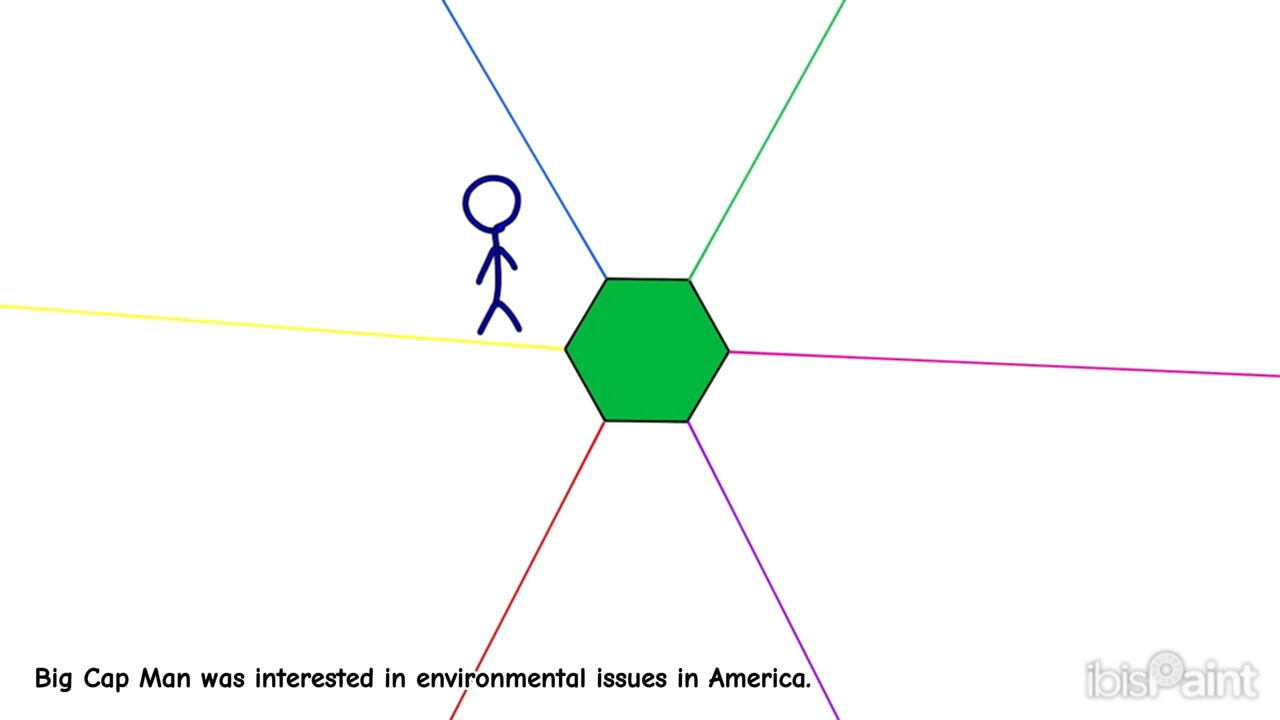 Big Cap Man was interested in environmental issues in America.
ibisPaint